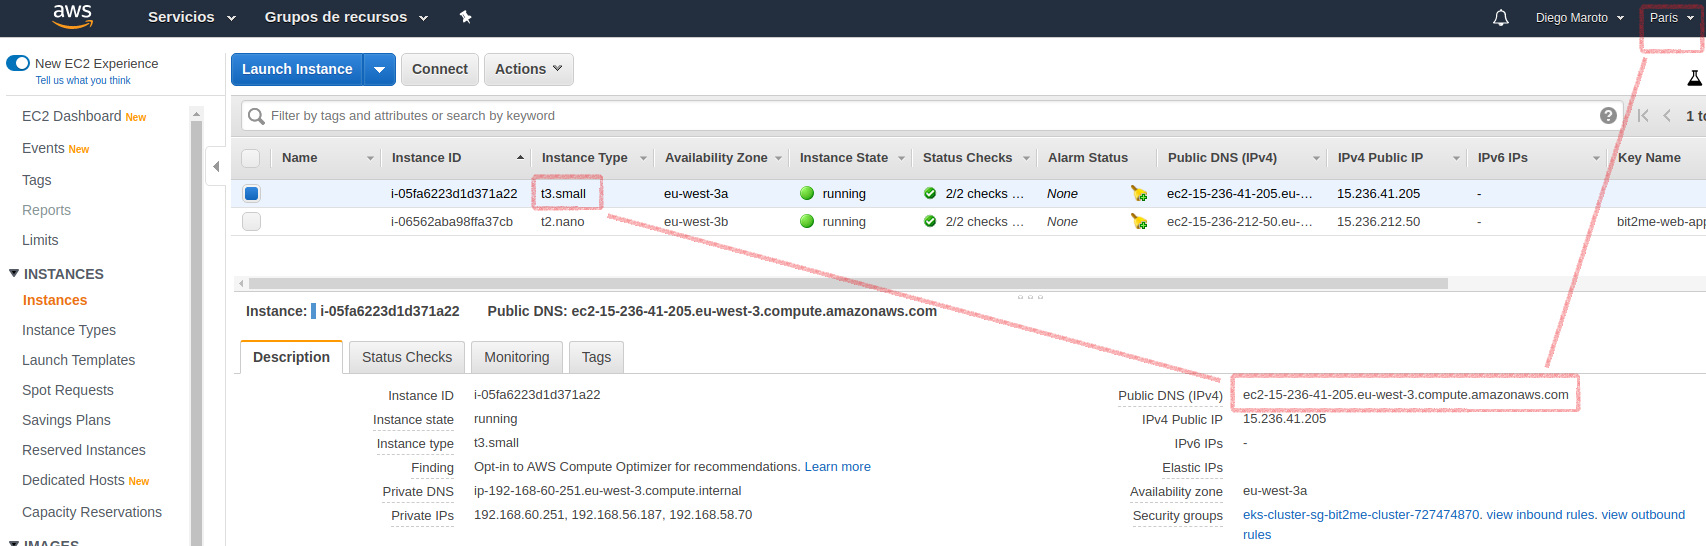 aws Servicios Grupos de recursos Diego Maroto París
New EC2 Experience
Tell us what you think
Launch Instance Connect Actions
EC2 Dashboard New
Events New
Tags
Reports
Limits
INSTANCES
Instances
Instance Types
Launch Templates
Spot Requests
Savings Plans
Reserved Instances
Dedicated Hosts New
Capacity Reservations
IMAGES
Filter by tags and attributes or search by keyword ? 1 to
Name Instance ID Instance Type Availability Zone Instance State Status Checks Alarm Status Public DNS (IPv4) IPv4 Public IP IPv6 IPs Key Name
i-05fa6223d1d371a22 t3.small eu-west-3a running 2/2 checks … None ec2-15-236-41-205.eu-… 15.236.41.205 -
i-06562aba98ffa37cb t2.nano eu-west-3b running 2/2 checks … None ec2-15-236-212-50.eu-… 15.236.212.50 - bit2me-web-app
Instance: i-05fa6223d1d371a22 Public DNS: ec2-15-236-41-205.eu-west-3.compute.amazonaws.com
Description Status Checks Monitoring Tags
Instance ID i-05fa6223d1d371a22
Instance state running
Instance type t3.small
Finding Opt-in to AWS Compute Optimizer for recommendations. Learn more
Private DNS ip-192-168-60-251.eu-west-3.compute.internal
Private IPs 192.168.60.251, 192.168.56.187, 192.168.58.70
Public DNS (IPv4) ec2-15-236-41-205.eu-west-3.compute.amazonaws.com
IPv4 Public IP 15.236.41.205
IPv6 IPs -
Elastic IPs
Availability zone eu-west-3a
Security groups eks-cluster-sg-bit2me-cluster-727474870. view inbound rules. view outbound
rules